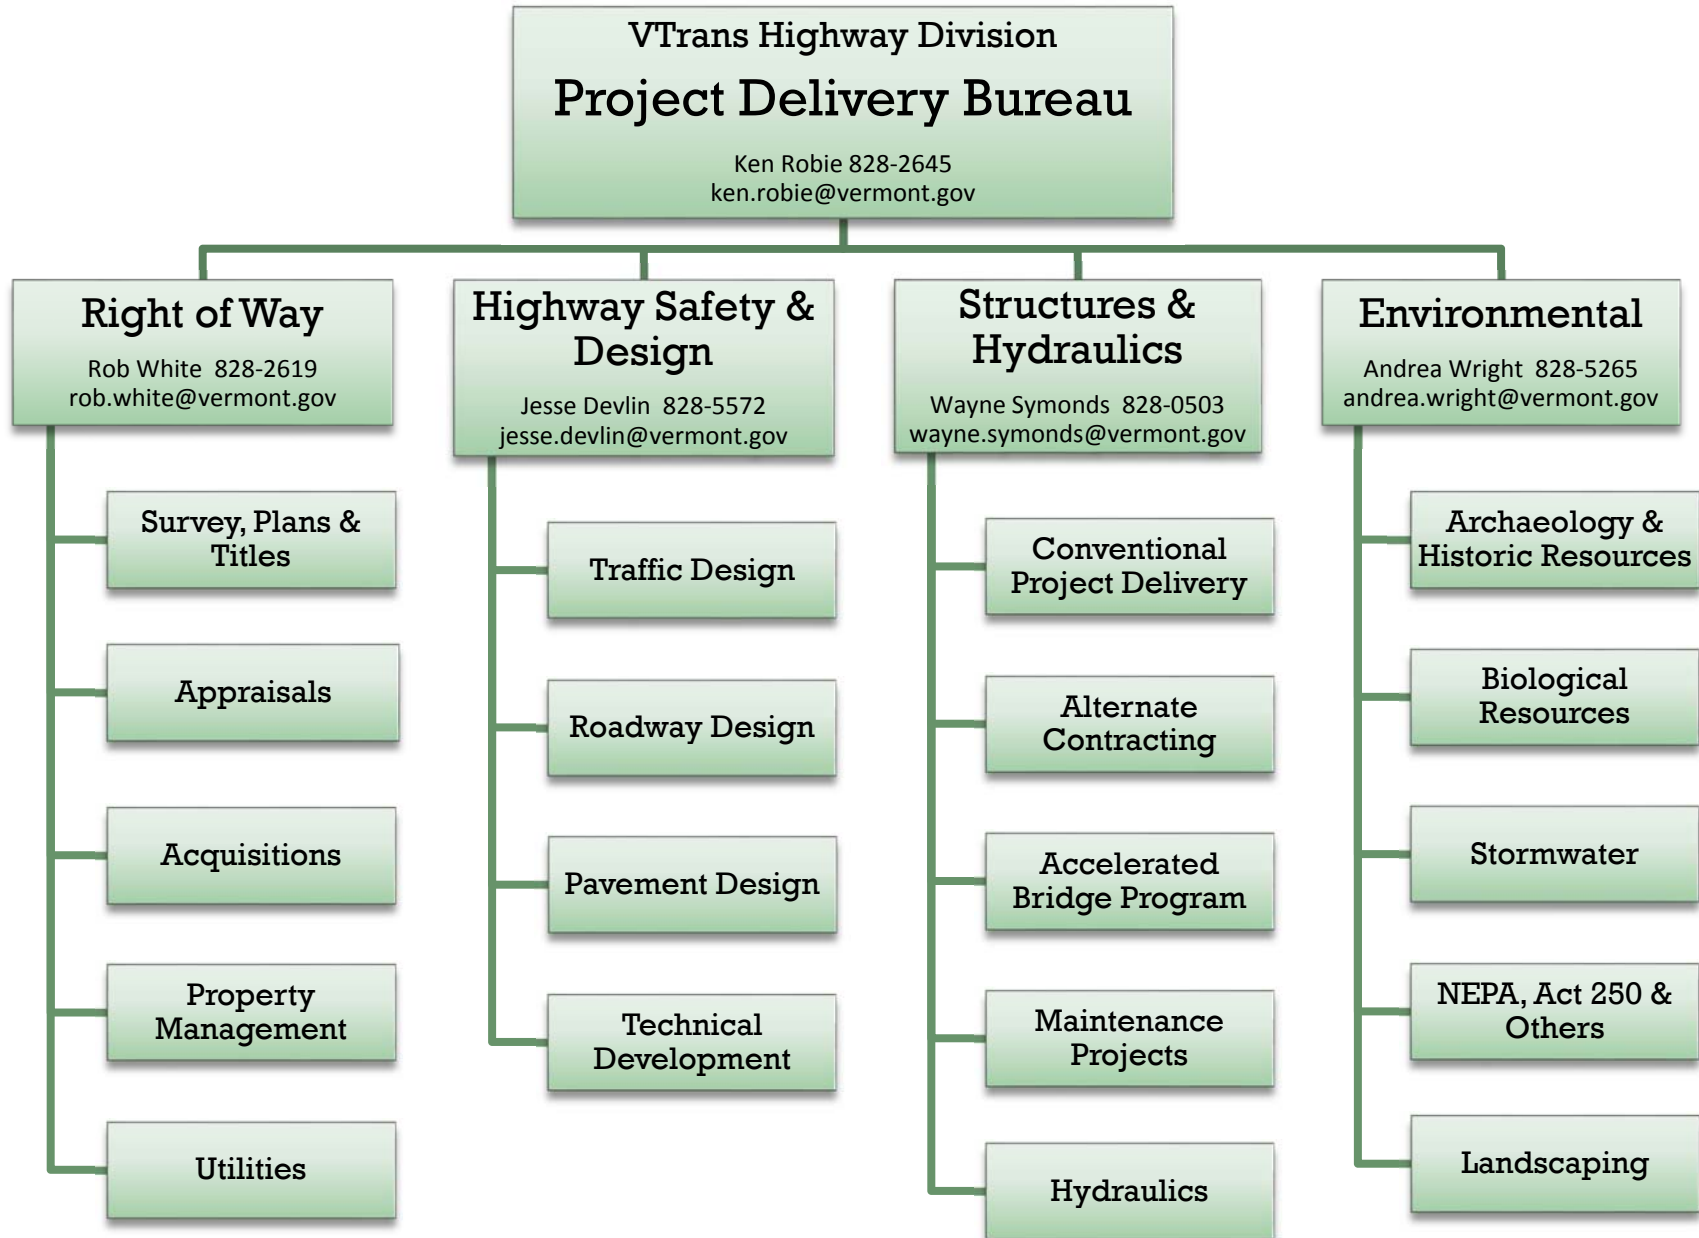 VTrans Highway Division
Project Delivery Bureau
Ken Robie 828-2645
ken.robie@vermont.gov
Right of Way
Rob White 828-2619
rob.white@vermont.gov
Survey, Plans &
Titles
Appraisals
Acquisitions
Property
Management
Utilities
Highway Safety &
Design
Jesse Devlin 828-5572
jesse.devlin@vermont.gov
Traffic Design
Roadway Design
Pavement Design
Technical
Development
Structures &
Hydraulics
Wayne Symonds 828-0503
wayne.symonds@vermont.gov
Conventional
Project Delivery
Alternate
Contracting
Accelerated
Bridge Program
Maintenance
Projects
Hydraulics
Environmental
Andrea Wright 828-5265
andrea.wright@vermont.gov
Archaeology &
Historic Resources
Biological
Resources
Stormwater
NEPA, Act 250 &
Others
Landscaping